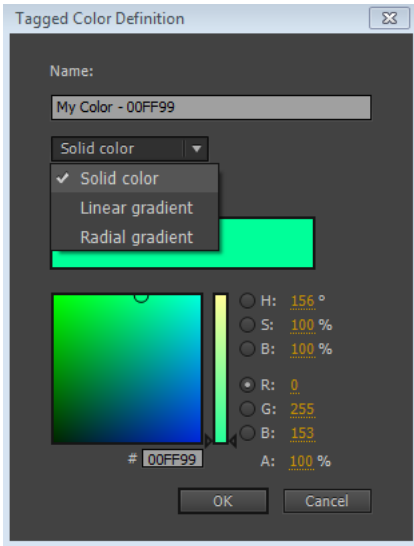 Tagged Color Definition
Name:
My Color - 00FF99
Solid color
Solid color
Linear gradient
Radial gradient
H: 156 °
S: 100 %
B: 100 %
R: 0
G: 255
B: 153
# 00FF99
A: 100 %
OK Cancel